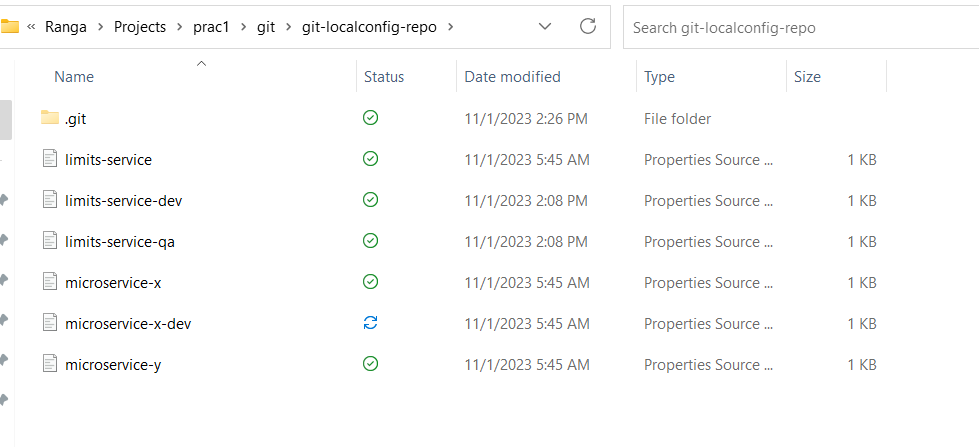 « Ranga > Projects > prac1 > git > git-localconfig-repo >
Search git-localconfig-repo
Name Status Date modified Type Size
.git 11/1/2023 2:26 PM File folder
limits-service 11/1/2023 5:45 AM Properties Source ... 1 KB
limits-service-dev 11/1/2023 2:08 PM Properties Source ... 1 KB
limits-service-qa 11/1/2023 2:08 PM Properties Source ... 1 KB
microservice-x 11/1/2023 5:45 AM Properties Source ... 1 KB
microservice-x-dev 11/1/2023 5:45 AM Properties Source ... 1 KB
microservice-y 11/1/2023 5:45 AM Properties Source ... 1 KB